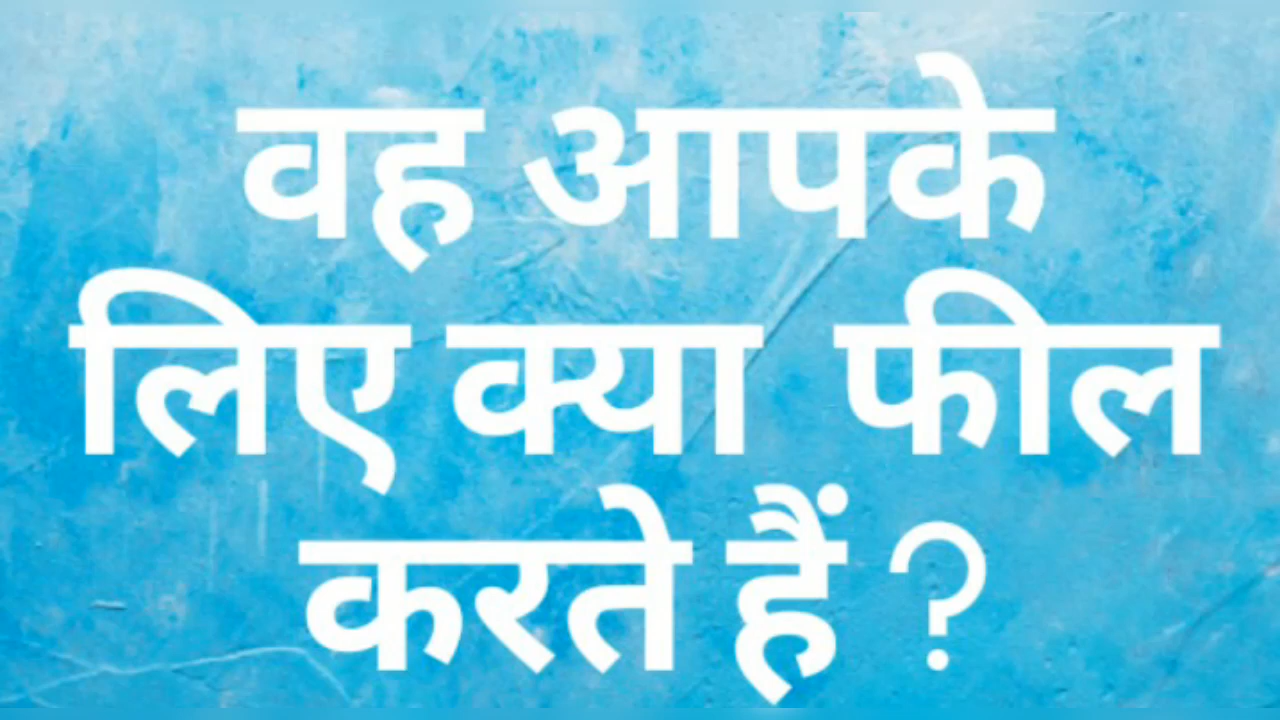 वह आपके
लिए क्या फील
करते हैं ?